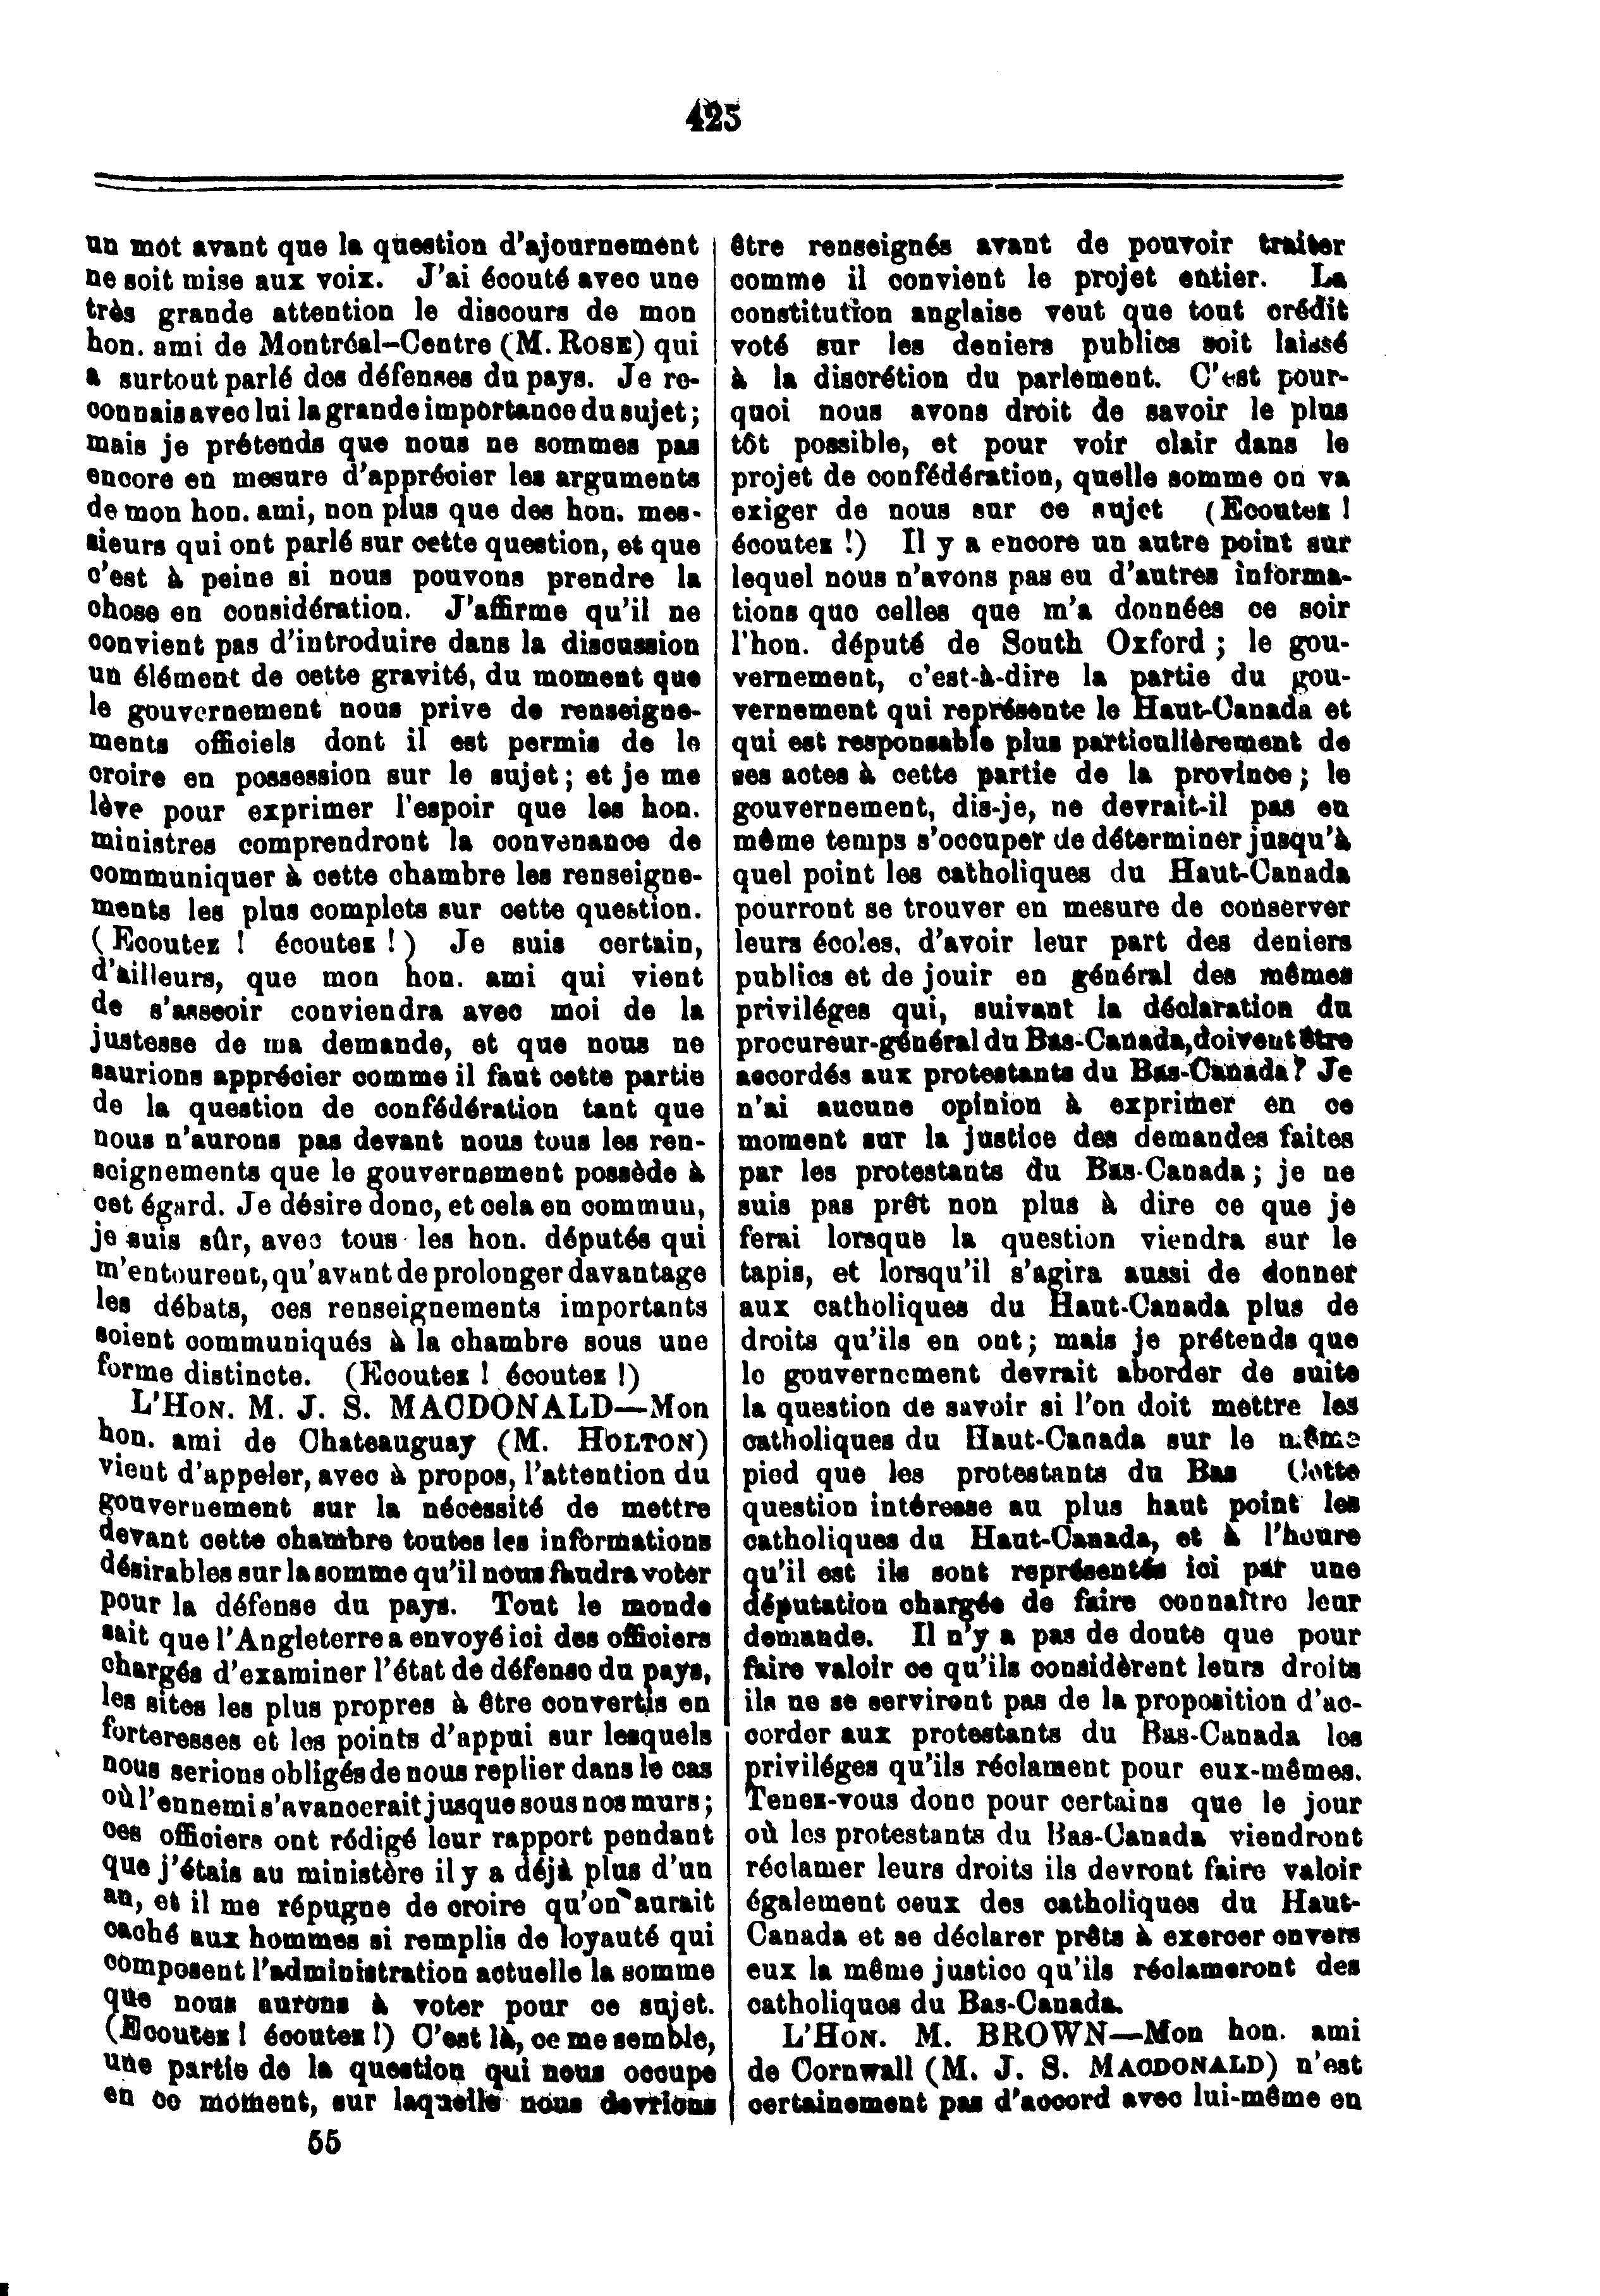 425
un mot avant que la question d'ajournement
ne soit mise aux voix. J'ai écouté avec une
très grande attention le discours de mon
hon. ami de Montréal-Centre (M. ROSE) qui
a surtout parlé des défenses du pays. Je re-
connais avec lui la grande importance du sujet;
mais je prétends que nous ne sommes pas
encore en mesure d'apprécier les arguments
de mon hon. ami, non plus que des hon. mes-
sieurs qui ont parlé sur cette question, et que
c'est à peine si nous pouvons prendre la
chose en considération. J'affirme qu'il ne
convient pas d'introduire dans la discussion
un élément de cette gravité, du moment que
le gouvernement nous prive de renseigne-
ments officiels dont il est permis de le
croire en possession sur le sujet; et je me
lève pour exprimer l'espoir que les hon.
ministres comprendront la convenance de
communiquer à cette chambre les renseigne-
ments les plus complets sur cette question.
(Ecoutez ! écoutez !) Je suis certain,
d'ailleurs, que mon hon. ami qui vient
de s'asseoir conviendra avec moi de la
justesse de ma demande, et que nous ne
saurions apprécier comme il faut cette partie
de la question de confédération tant que
nous n'aurons pas devant nous tous les ren-
seignements que le gouvernement possède à
cet égard. Je désire donc, et cela en commun,
je suis sûr, avec tous les hon. députés qui
m'entourent, qu'avant de prolonger davantage
les débats, ces renseignements importants
soient communiqués à la chambre sous une
forme distincte. (Ecoutez ! écoutez !)
L'HON. M. J. S. MACDONALD—Mon
hon. ami de Chateauguay (M. HOLTON)
vient d'appeler, avec à propos, l'attention du
gouvernement sur la nécessité de mettre
devant cette chambre toutes les informations
désirables sur la somme qu'il nous faudra voter
pour la défense du pays. Tout le monde
sait que l'Angleterre a envoyé ici des officiers
chargés d'examiner l'état de défense du pays,
les sites les plus propres à être convertis en
forteresses et les points d'appui sur lesquels
nous serions obligés de nous replier dans le cas
où l'ennemi s'avancerait jusque sous nos murs;
ces officiers ont rédigé leur rapport pendant
que j'étais au ministère il y a déjà plus d'un
an, et il me répugne de croire qu'on aurait
caché aux hommes si remplis de loyauté qui
composent l'administration actuelle la somme
que nous aurons à voter pour ce sujet.
(Ecoutez ! écoutez !) C'est là, ce me semble,
une partie de la question qui nous occupe
en ce moment, sur laquelle nous devrions
55
être renseignés avant de pouvoir traiter
comme il convient le projet entier. La
constitution anglaise veut que tout crédit
voté sur les deniers publics soit laissé
à la discrétion du parlement. C'est pour-
quoi nous avons droit de savoir le plus
tôt possible, et pour voir clair dans le
projet de confédération, quelle somme on va
exiger de nous sur ce sujet (Ecoutez !
écoutez !) Il y a encore un autre point sur
lequel nous n'avons pas eu d'autres informa-
tions que celles que m'a données ce soir
l'hon. député de South Oxford ; le gou-
vernement, c'est-à-dire la partie du gou-
vernement qui représente le Haut-Canada et
qui est responsable plus particulièrement de
ses actes à cette partie de la province ; le
gouvernement, dis-je, ne devrait-il pas en
même temps s'occuper de déterminer jusqu'à
quel point les catholiques du Haut-Canada
pourront se trouver en mesure de conserver
leurs écoles, d'avoir leur part des deniers
publics et de jouir en général des mêmes
priviléges qui, suivant la déclaration du
procureur-général du Bas-Canada, doivent être
accordés aux protestants du Bas-Canada? Je
n'ai aucune opinion à exprimer en ce
moment sur la justice des demandes faites
par les protestants du Bas-Canada ; je ne
suis pas prêt non plus à dire ce que je
ferai lorsque la question viendra sur le
tapis, et lorsqu'il s'agira aussi de donner
aux catholiques du Haut-Canada plus de
droits qu'ils en ont ; mais je prétends que
le gouvernement devrait aborder de suite
la question de savoir si l'on doit mettre les
catholiques du Haut-Canada sur le même
pied que les protestants du Bas Cette
question intéresse au plus haut point les
catholiques du Haut-Canada, et à l'heure
qu'il est ils sont représentés ici par une
députation chargée de faire connaître leur
demande. Il n'y a pas de doute que pour
faire valoir ce qu'ils considèrent leurs droits
ils ne se serviront pas de la proposition d'ac-
corder aux protestants du Bas-Canada les
priviléges qu'ils réclament pour eux-mêmes.
Tenez-vous donc pour certains que le jour
où les protestants du Bas-Canada viendront
réclamer leurs droits ils devront faire valoir
également ceux des catholiques du Haut-
Canada et se déclarer prêts à exercer envers
eux la même justice qu'ils réclameront des
catholiques du Bas-Canada.
L'HON. M. BROWN—Mon hon. ami
de Cornwall (M. J. S. MACDONALD) n'est
certainement pas d'accord avec lui-même en